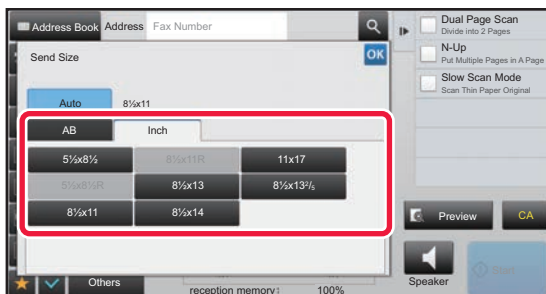 Address Book Address Fax Number
Send Size OK
Auto 8½x11
AB Inch
5½x8½ 8½x11R 11x17
5½x8½R 8½x13 8½x13²/₅
8½x11 8½x14
Others
reception memory: 100%
Dual Page Scan
Divide into 2 Pages
N-Up
Put Multiple Pages in A Page
Slow Scan Mode
Scan Thin Paper Original
Preview CA
Speaker Start